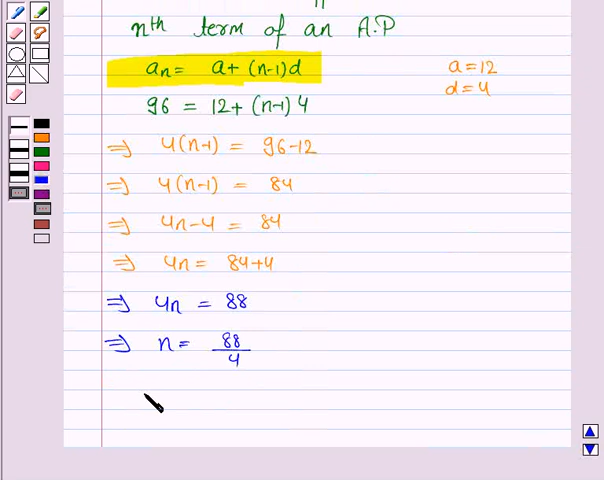 nth term of an A.P
an = a + (n-1)d
a = 12
d = 4
96 = 12 + (n-1) 4
⇒ 4(n-1) = 96-12
⇒ 4(n-1) = 84
⇒ 4n-4 = 84
⇒ 4n = 84+4
⇒ 4n = 88
⇒ n = 88/4